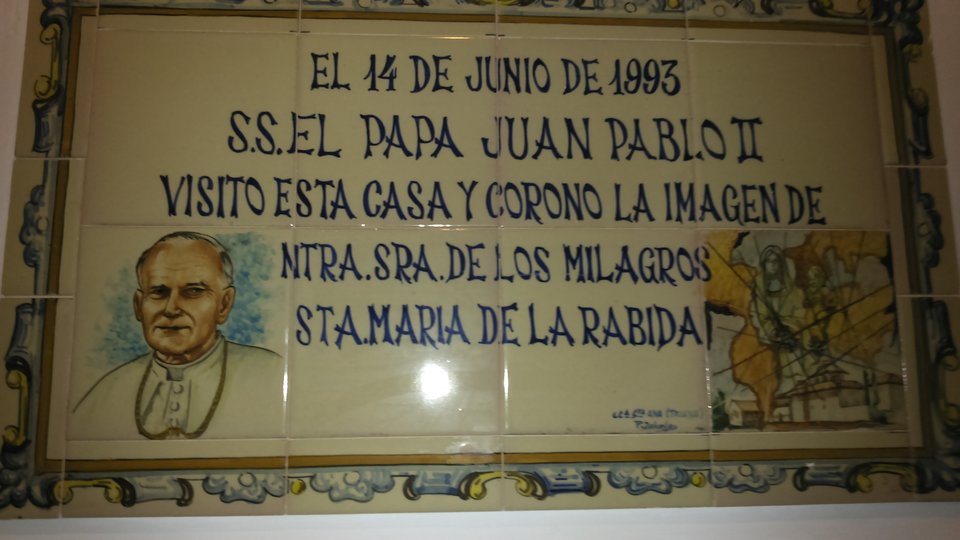 EL 14 DE JUNIO DE 1993
S.S. EL PAPA JUAN PABLO II
VISITO ESTA CASA Y CORONO LA IMAGEN DE
NTRA. SRA. DE LOS MILAGROS
STA. MARIA DE LA RABIDA
ANA